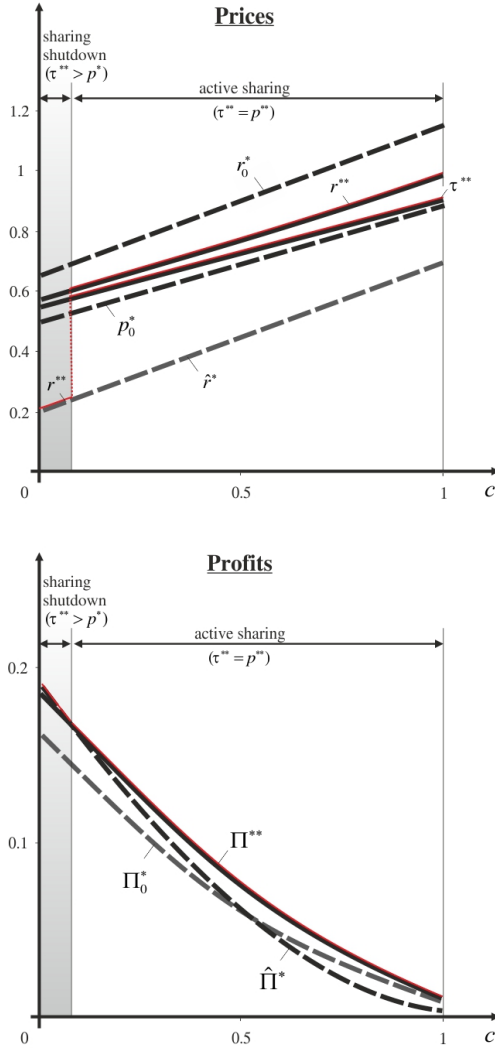 Prices
sharing
shutdown
(τ** > p*)
active sharing
(τ** = p**)
1.2
1
0.8
0.6
0.4
0.2
0
r₀*
r**
τ**
p₀*
r**
r̂*
0.5
1
c
Profits
sharing
shutdown
(τ** > p*)
active sharing
(τ** = p**)
0.2
0.1
0
Π**
Π₀*
Π̂*
0.5
1
c